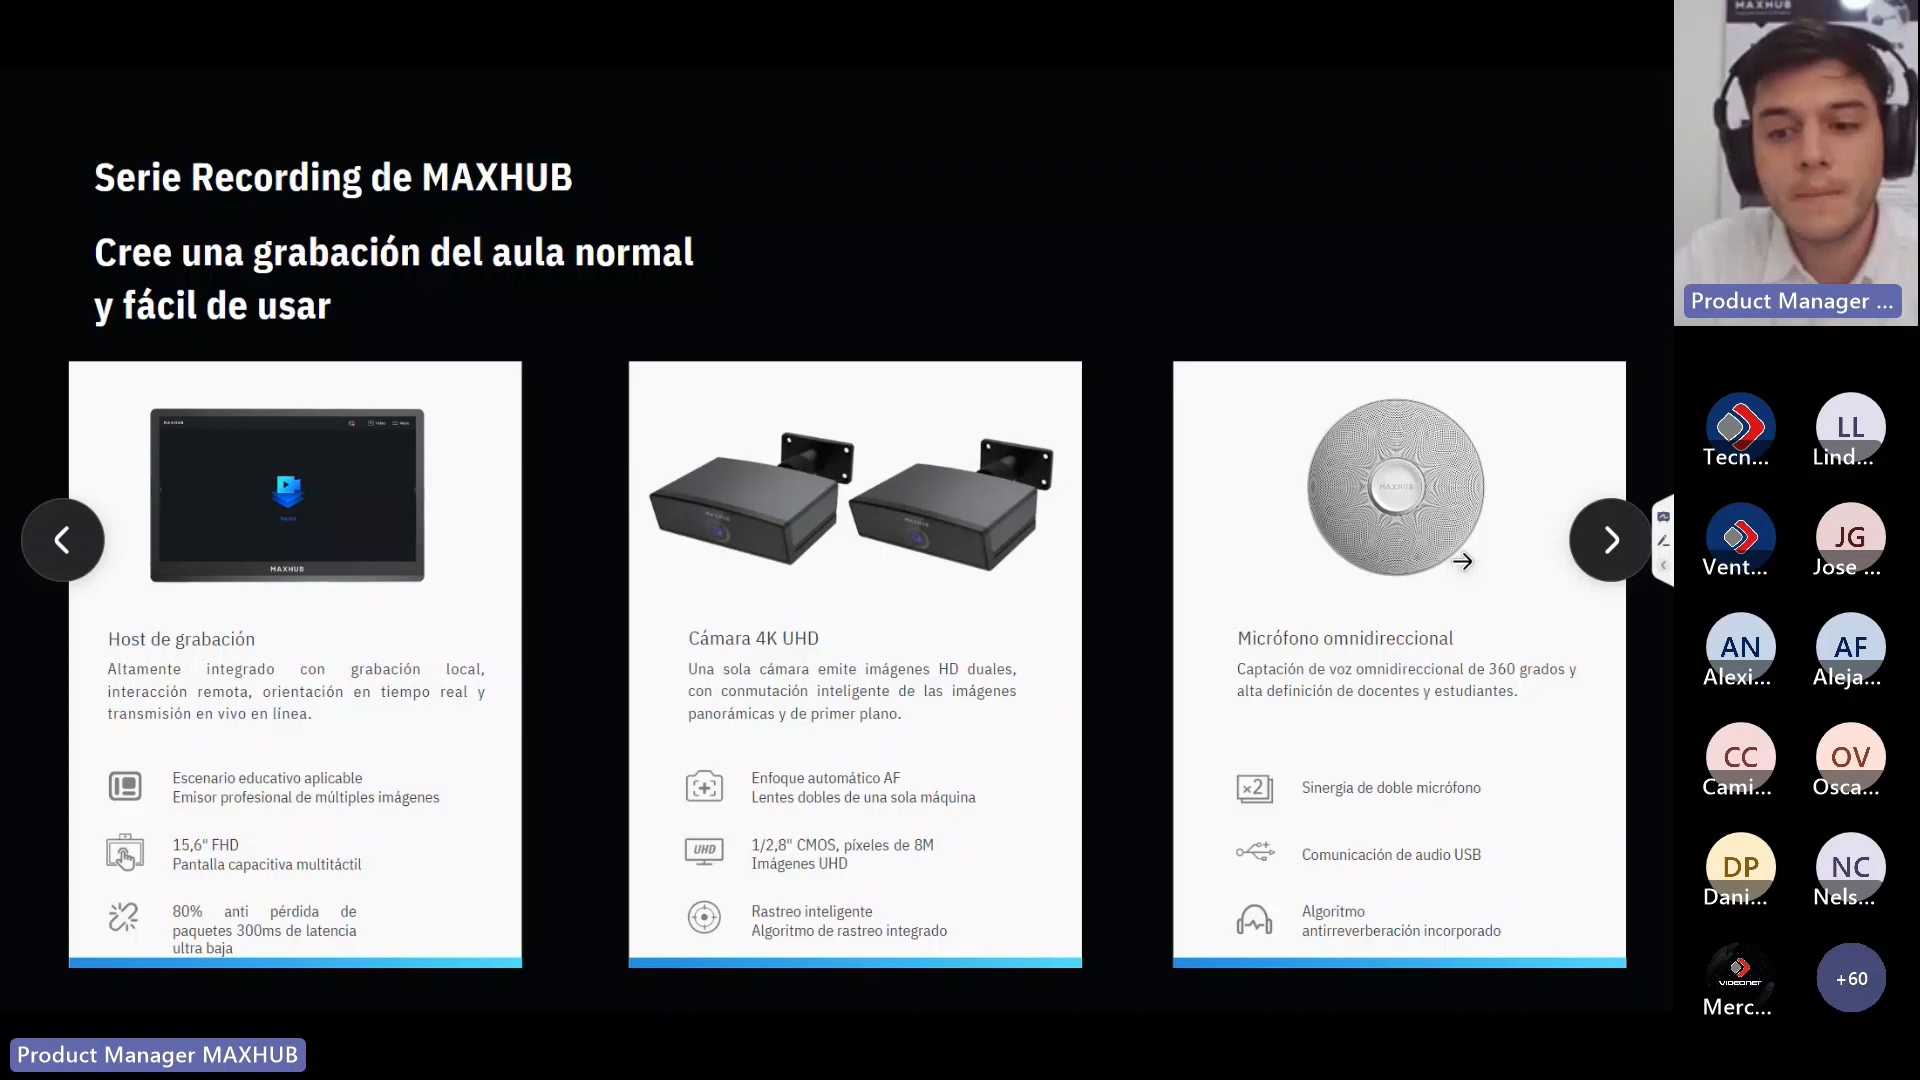 Serie Recording de MAXHUB
Cree una grabación del aula normal
y fácil de usar
MAXHUB
MAXHUB
Host de grabación
Altamente integrado con grabación local,
interacción remota, orientación en tiempo real y
transmisión en vivo en línea.
Escenario educativo aplicable
Emisor profesional de múltiples imágenes
15,6" FHD
Pantalla capacitiva multitáctil
80% anti pérdida de
paquetes 300ms de latencia
ultra baja
MAXHUB
MAXHUB
Cámara 4K UHD
Una sola cámara emite imágenes HD duales,
con conmutación inteligente de las imágenes
panorámicas y de primer plano.
Enfoque automático AF
Lentes dobles de una sola máquina
UHD
1/2,8" CMOS, píxeles de 8M
Imágenes UHD
Rastreo inteligente
Algoritmo de rastreo integrado
MAXHUB
Micrófono omnidireccional
Captación de voz omnidireccional de 360 grados y
alta definición de docentes y estudiantes.
x2
Sinergia de doble micrófono
Comunicación de audio USB
Algoritmo
antirreverberación incorporado
MAXHUB
Product Manager ...
Tecn...
LL
Lind...
Vent...
JG
Jose ...
AN
Alexi...
AF
Aleja...
CC
Cami...
OV
Osca...
DP
Dani...
NC
Nels...
VIDEONET
Merc...
+60
Product Manager MAXHUB